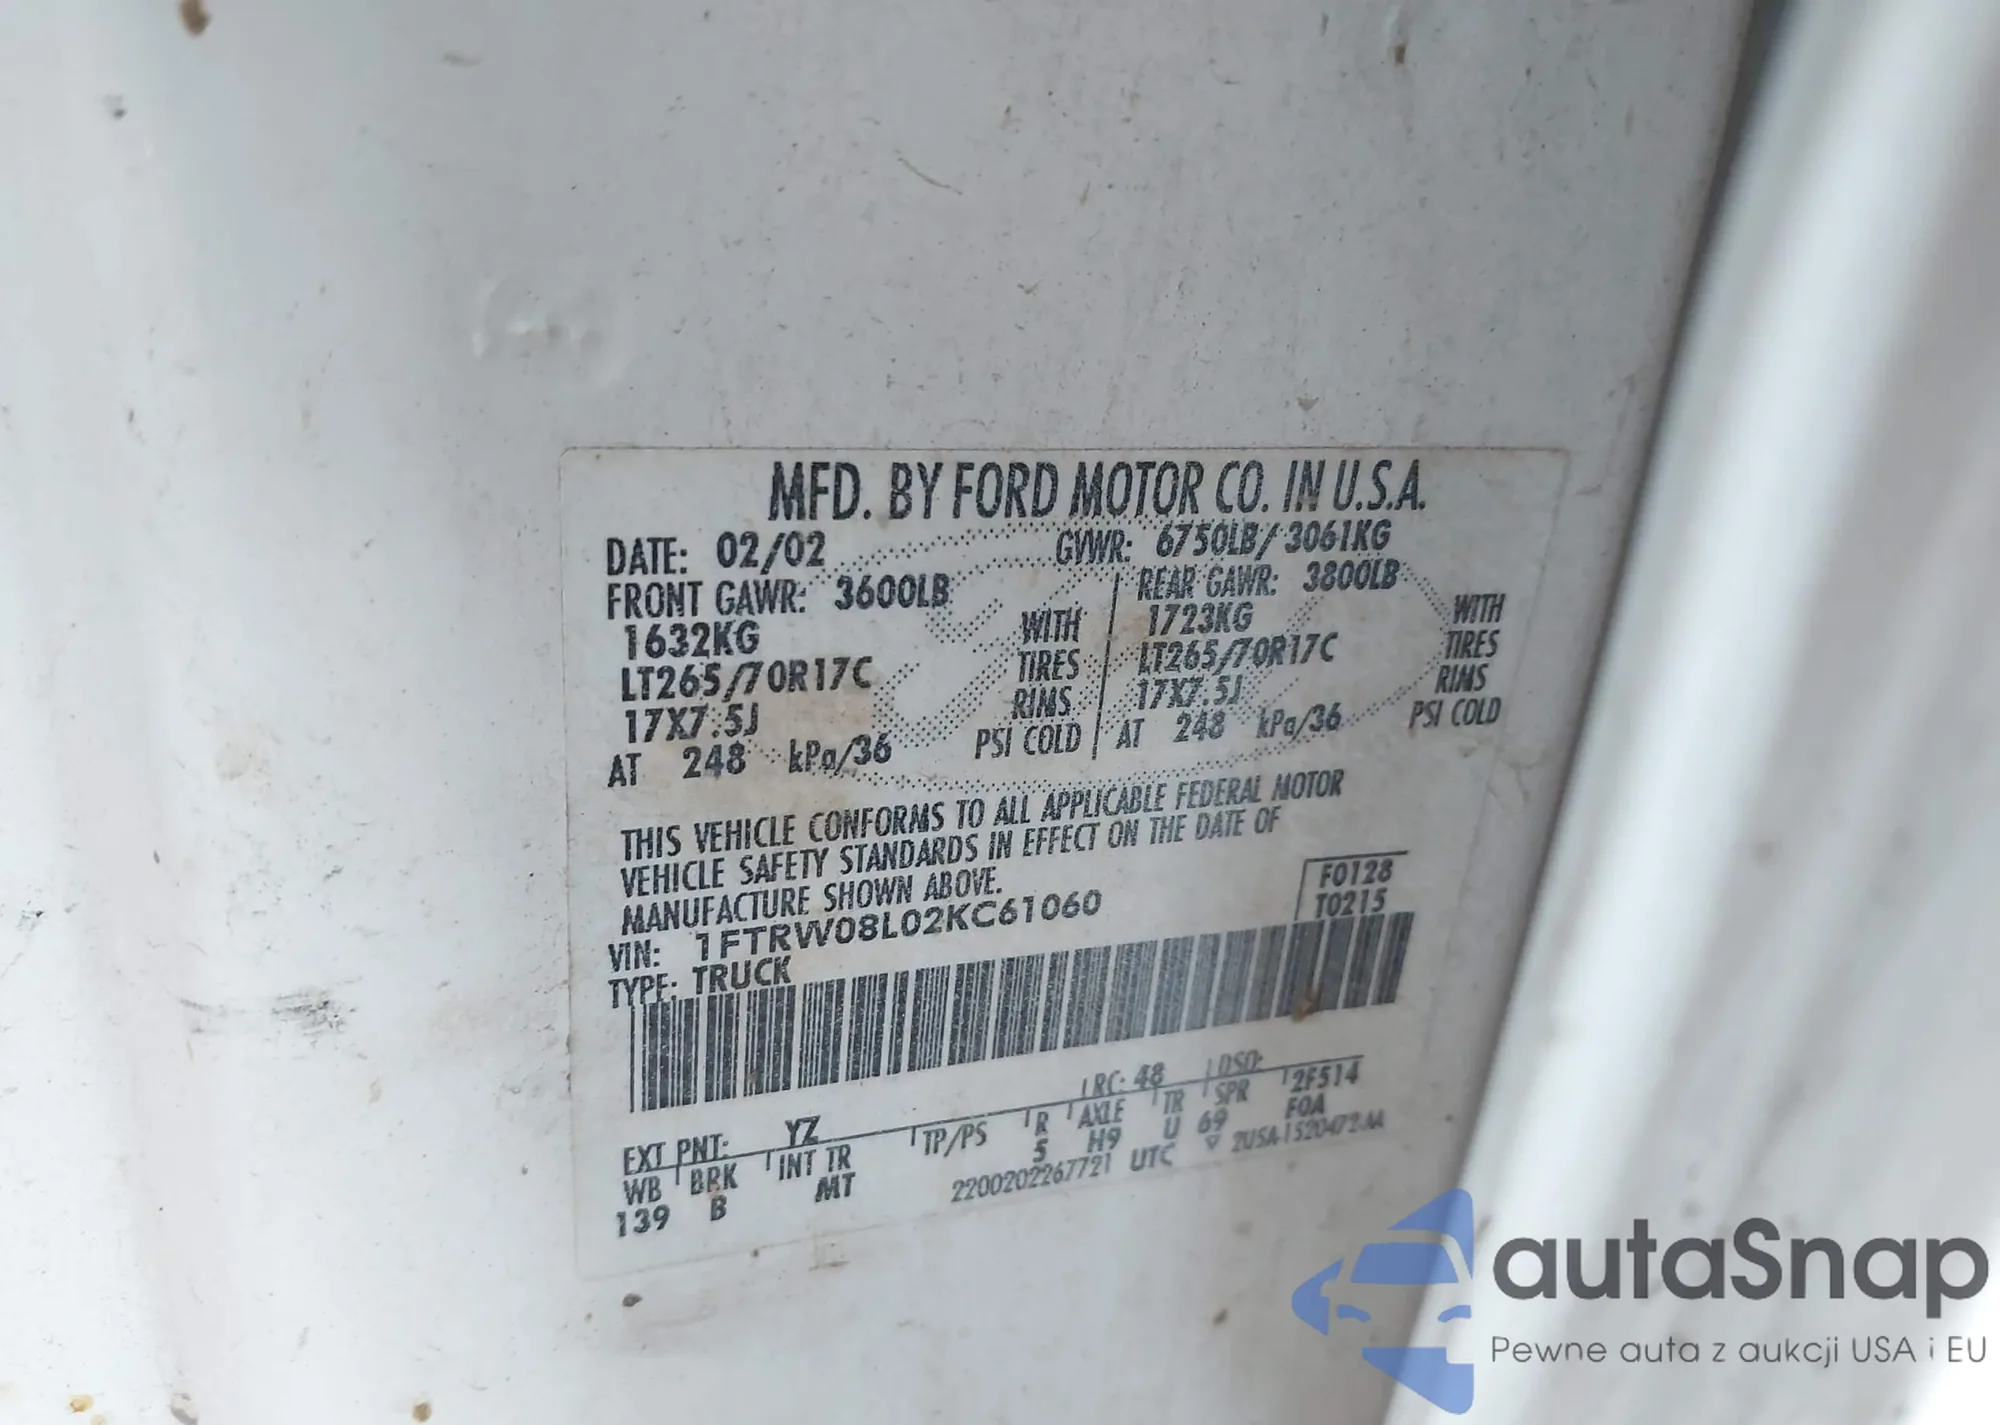 MFD. BY FORD MOTOR CO. IN U.S.A.
DATE: 02/02 GVWR: 6750LB/ 3061KG
FRONT GAWR: 3600LB REAR GAWR: 3800LB
1632KG WITH 1723KG WITH
LT265/70R17C TIRES LT265/70R17C TIRES
17X7.5J RIMS 17X7.5J RIMS
AT 248 kPa/36 PSI COLD AT 248 kPa/36 PSI COLD
THIS VEHICLE CONFORMS TO ALL APPLICABLE FEDERAL MOTOR
VEHICLE SAFETY STANDARDS IN EFFECT ON THE DATE OF
MANUFACTURE SHOWN ABOVE.
F0128
VIN: 1FTRW08L02KC61060 T0215
TYPE: TRUCK
EXT PNT: YZ RC: 48 DSO:
WB BRK INT TR TP/PS R AXLE TR SPR 2F514
139 B MT 5 H9 U 69 F0A
2200202267721 UTC 2USA-1520472-AA
autaSnap
Pewne auta z aukcji USA i EU